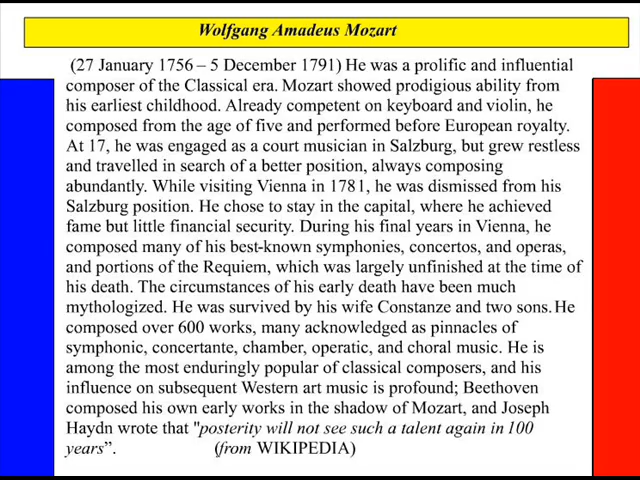 Wolfgang Amadeus Mozart
(27 January 1756 – 5 December 1791) He was a prolific and influential
composer of the Classical era. Mozart showed prodigious ability from
his earliest childhood. Already competent on keyboard and violin, he
composed from the age of five and performed before European royalty.
At 17, he was engaged as a court musician in Salzburg, but grew restless
and travelled in search of a better position, always composing
abundantly. While visiting Vienna in 1781, he was dismissed from his
Salzburg position. He chose to stay in the capital, where he achieved
fame but little financial security. During his final years in Vienna, he
composed many of his best-known symphonies, concertos, and operas,
and portions of the Requiem, which was largely unfinished at the time of
his death. The circumstances of his early death have been much
mythologized. He was survived by his wife Constanze and two sons. He
composed over 600 works, many acknowledged as pinnacles of
symphonic, concertante, chamber, operatic, and choral music. He is
among the most enduringly popular of classical composers, and his
influence on subsequent Western art music is profound; Beethoven
composed his own early works in the shadow of Mozart, and Joseph
Haydn wrote that "posterity will not see such a talent again in 100
years”. (from WIKIPEDIA)